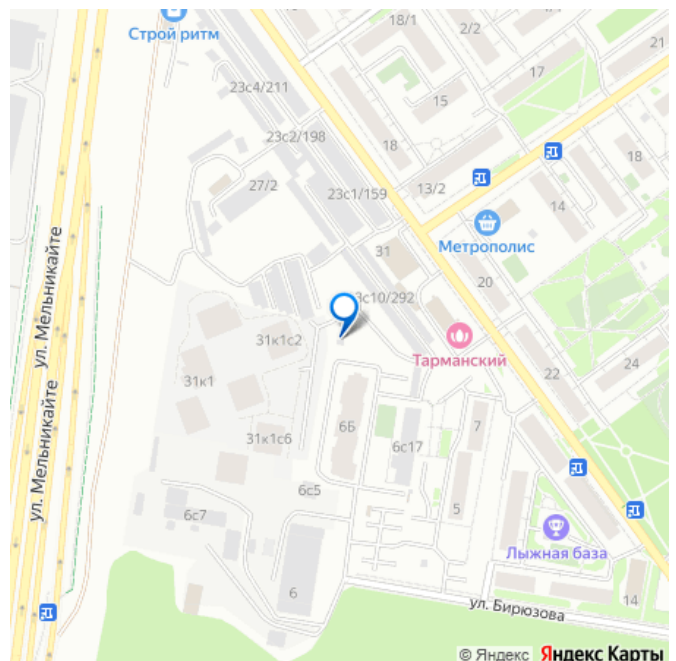 18/1
2/2
Строй ритм
21
17
23с4/211
15
23с2/198
18
18
27/2
13/2
23с1/159
14
Метрополис
31
20
3с10/292
ул. Мельникайте
31к1с2
Тарманский
24
22
31к1
ул. Мельникайте
6Б
7
31к1с6
6с17
6с5
5
6с7
Лыжная база
6
14
ул. Бирюзова
© Яндекс Яндекс Карты